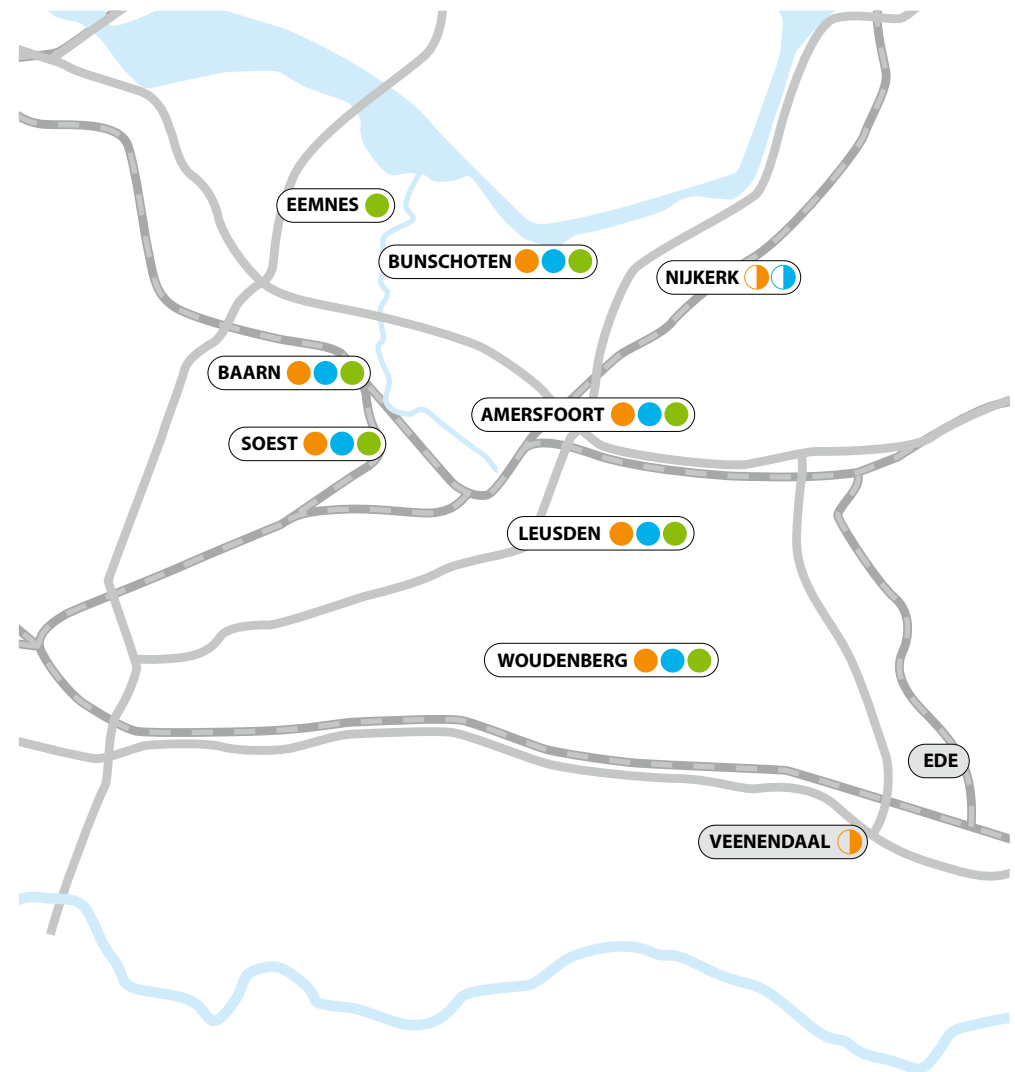 EEMNES
BUNSCHOTEN
NIJKERK
BAARN
AMERSFOORT
SOEST
LEUSDEN
WOUDENBERG
EDE
VEENENDAAL